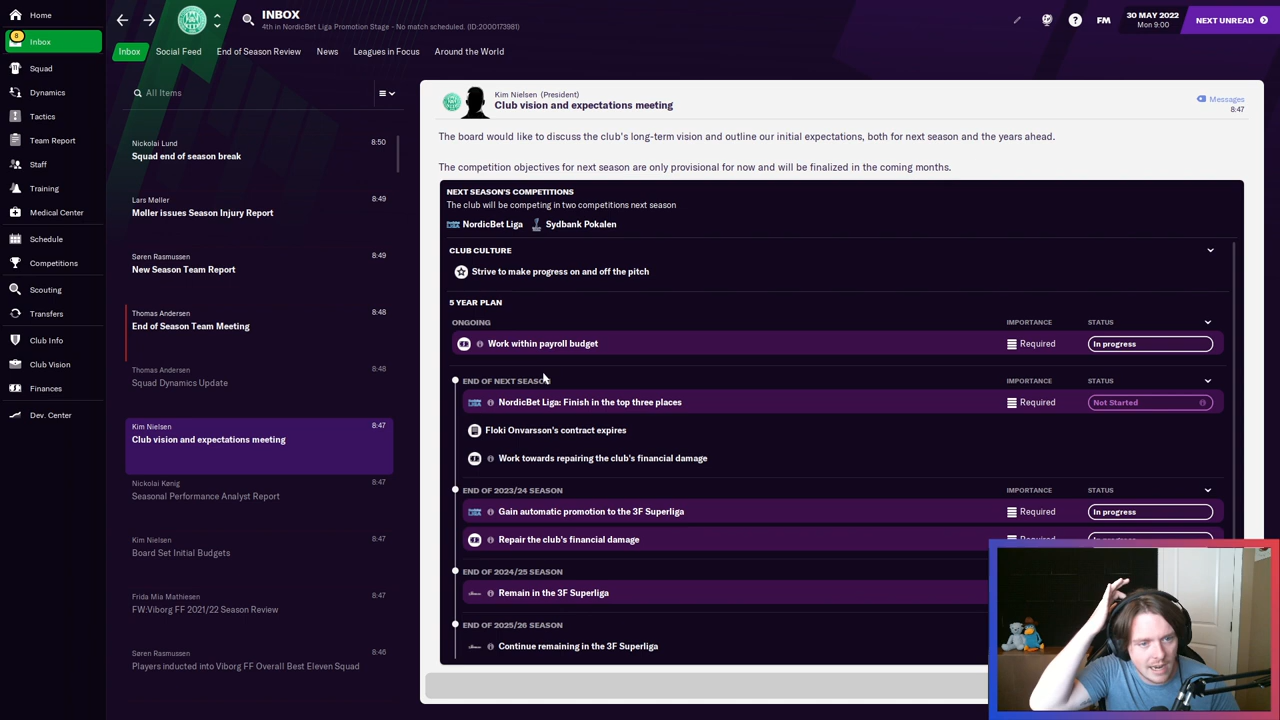 Home
8
Inbox
Squad
Dynamics
Tactics
Team Report
Staff
Training
Medical Center
Schedule
Competitions
Scouting
Transfers
Club Info
Club Vision
Finances
Dev. Center
INBOX
4th in NordicBet Liga Promotion Stage - No match scheduled. (ID:2000173981)
FM
30 MAY 2022
Mon 9:00
NEXT UNREAD
Inbox
Social Feed
End of Season Review
News
Leagues in Focus
Around the World
All Items
Nickolai Lund 8:50
Squad end of season break
Lars Møller 8:49
Møller issues Season Injury Report
Søren Rasmussen 8:49
New Season Team Report
Thomas Andersen 8:48
End of Season Team Meeting
Thomas Andersen 8:48
Squad Dynamics Update
Kim Nielsen 8:47
Club vision and expectations meeting
Nickolai Kønig 8:47
Seasonal Performance Analyst Report
Kim Nielsen 8:47
Board Set Initial Budgets
Frida Mia Mathiesen 8:47
FW:Viborg FF 2021/22 Season Review
Søren Rasmussen 8:46
Players inducted into Viborg FF Overall Best Eleven Squad
Kim Nielsen (President)
Club vision and expectations meeting
Messages
8:47
The board would like to discuss the club's long-term vision and outline our initial expectations, both for next season and the years ahead.
The competition objectives for next season are only provisional for now and will be finalized in the coming months.
NEXT SEASON'S COMPETITIONS
The club will be competing in two competitions next season
NordicBet Liga Sydbank Pokalen
CLUB CULTURE
Strive to make progress on and off the pitch
5 YEAR PLAN
ONGOING IMPORTANCE STATUS
Work within payroll budget Required In progress
END OF NEXT SEASON IMPORTANCE STATUS
NordicBet Liga: Finish in the top three places Required Not Started
Floki Onvarsson's contract expires
Work towards repairing the club's financial damage
END OF 2023/24 SEASON IMPORTANCE STATUS
Gain automatic promotion to the 3F Superliga Required In progress
Repair the club's financial damage Required
END OF 2024/25 SEASON
Remain in the 3F Superliga
END OF 2025/26 SEASON
Continue remaining in the 3F Superliga